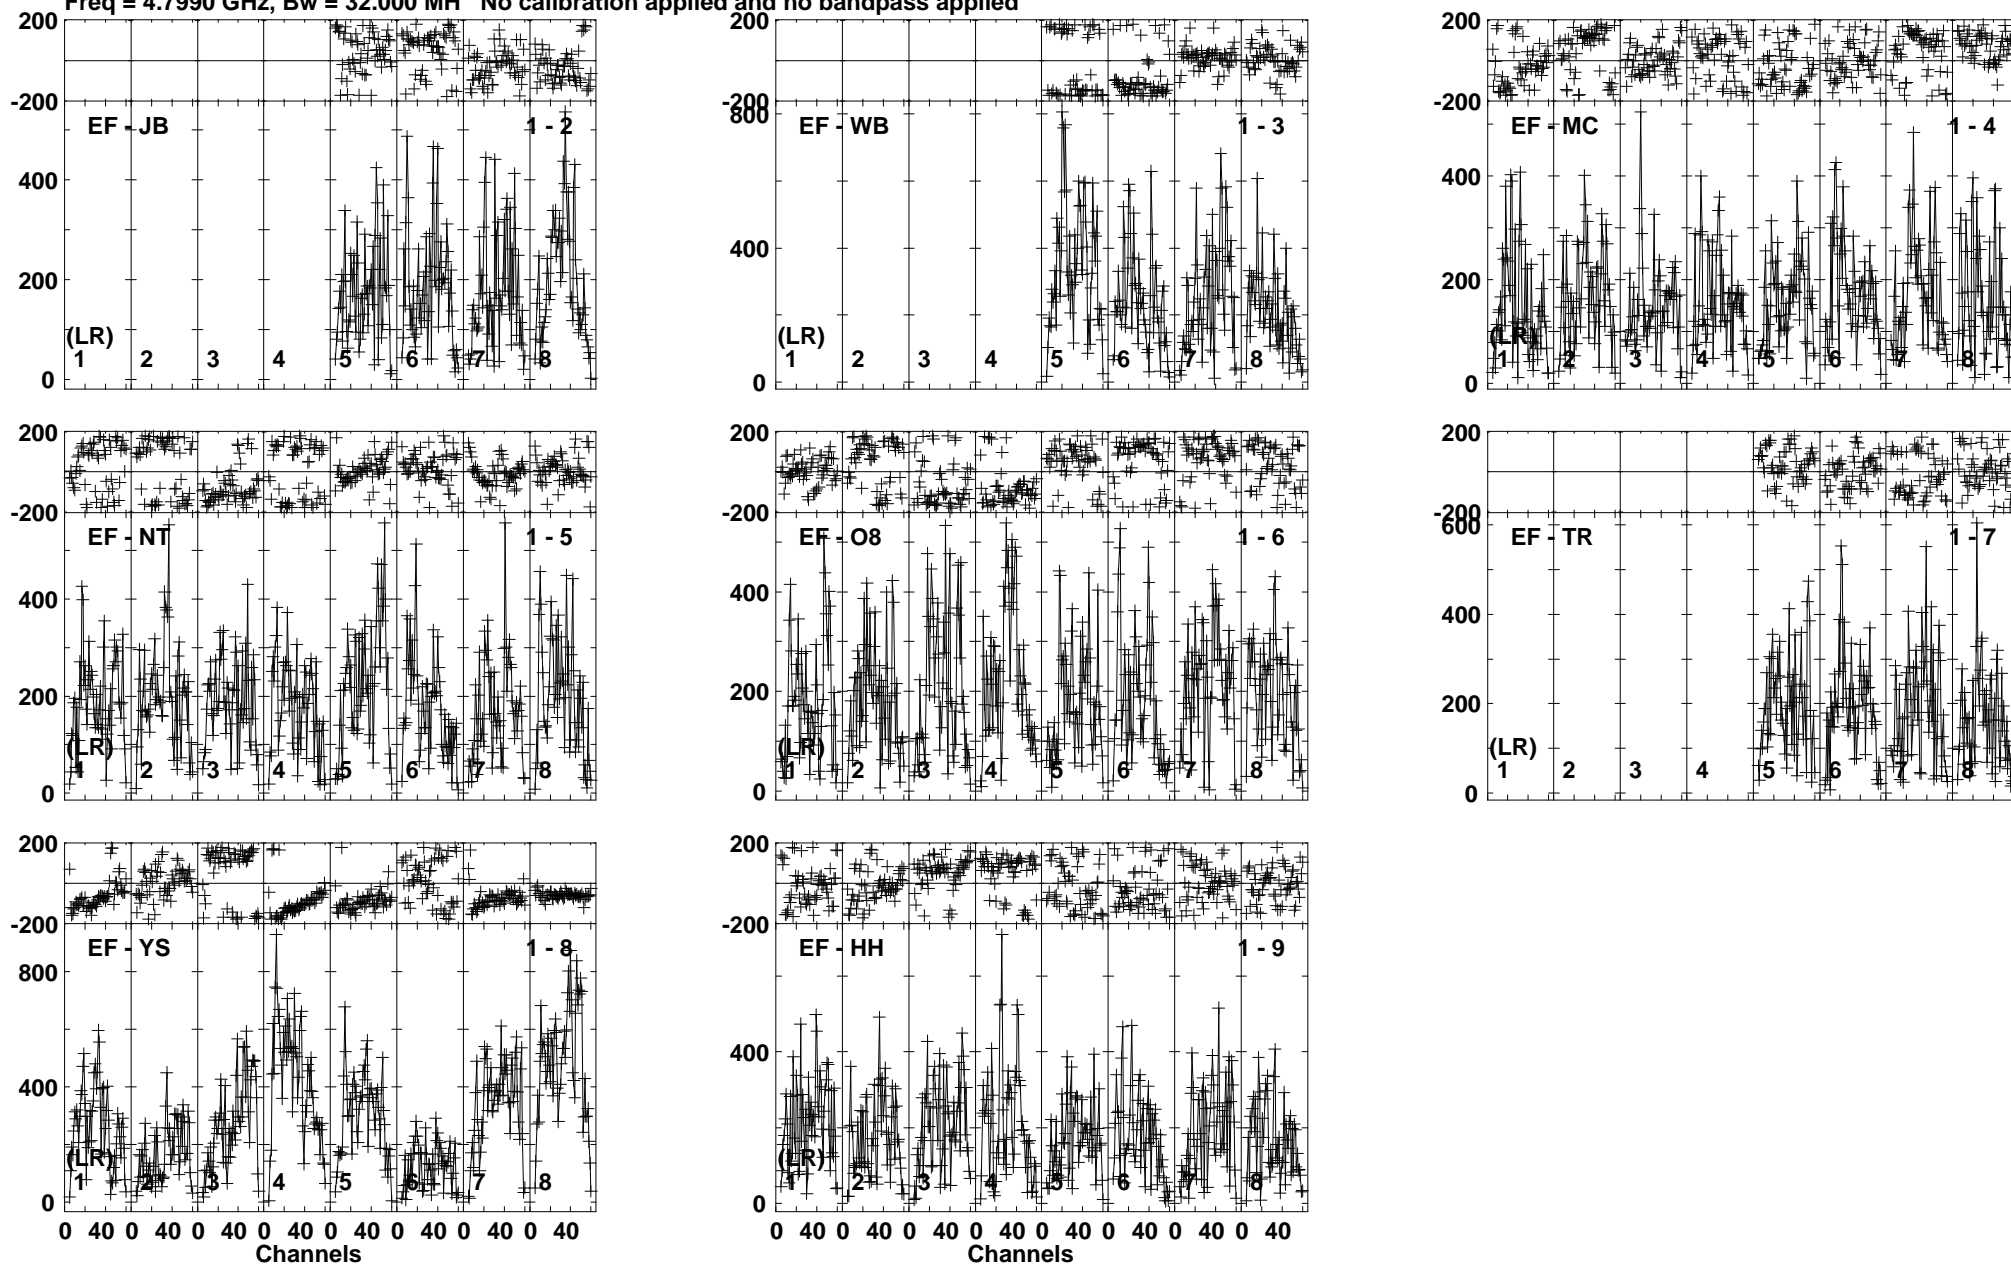 Freq = 4.7990 GHz, Bw = 32.000 MH   No calibration applied and no bandpass applied
200
-200
EF - JB 1 - 2
400
200
(LR)
1 2 3 4 5 6 7 8
0
200
-200
800
EF - WB 1 - 3
400
(LR)
1 2 3 4 5 6 7 8
0
200
-200
EF - MC 1 - 4
400
200
(LR)
1 2 3 4 5 6 7 8
0
200
-200
EF - NT 1 - 5
400
200
(LR)
1 2 3 4 5 6 7 8
0
200
-200
EF - O8 1 - 6
400
200
(LR)
1 2 3 4 5 6 7 8
0
200
-200
600
EF - TR 1 - 7
400
200
(LR)
1 2 3 4 5 6 7 8
0
200
-200
EF - YS 1 - 8
800
400
(LR)
1 2 3 4 5 6 7 8
0
0 40 0 40 0 40 0 40 0 40 0 40 0 40 0 40
Channels
200
-200
EF - HH 1 - 9
400
(LR)
1 2 3 4 5 6 7 8
0
0 40 0 40 0 40 0 40 0 40 0 40 0 40 0 40
Channels